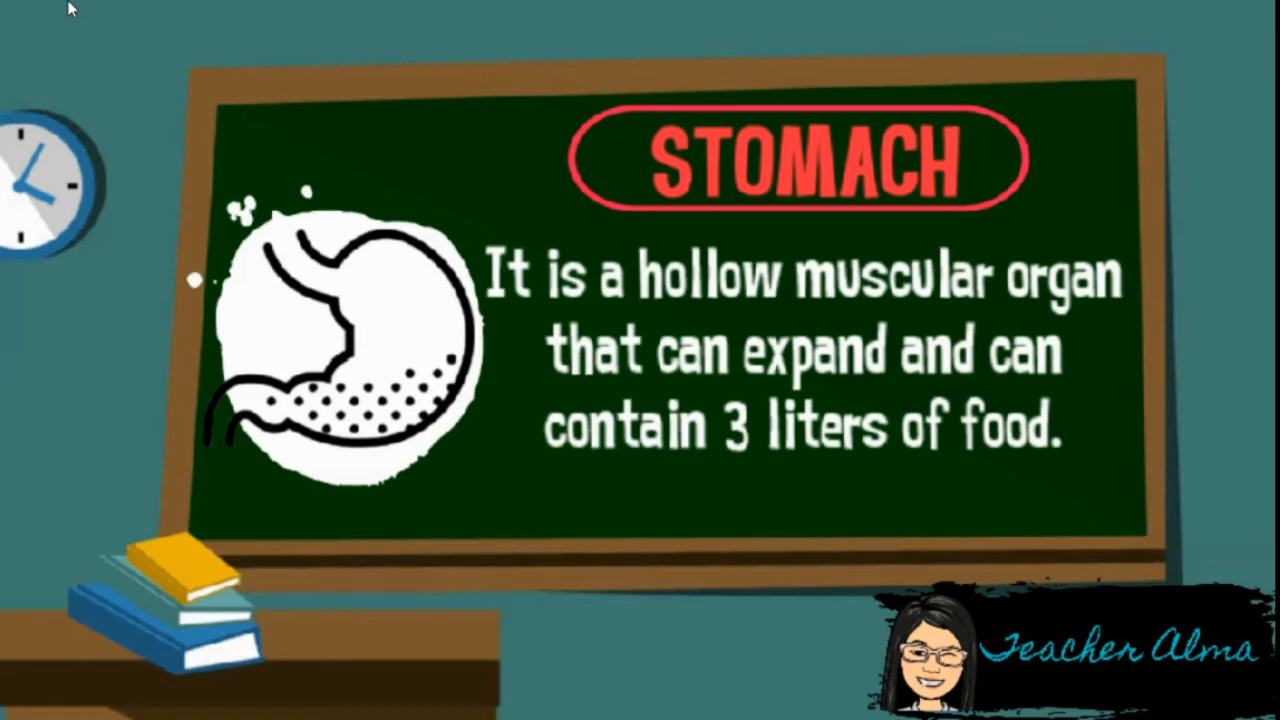 STOMACH
It is a hollow muscular organ
that can expand and can
contain 3 liters of food.
Teacher Alma